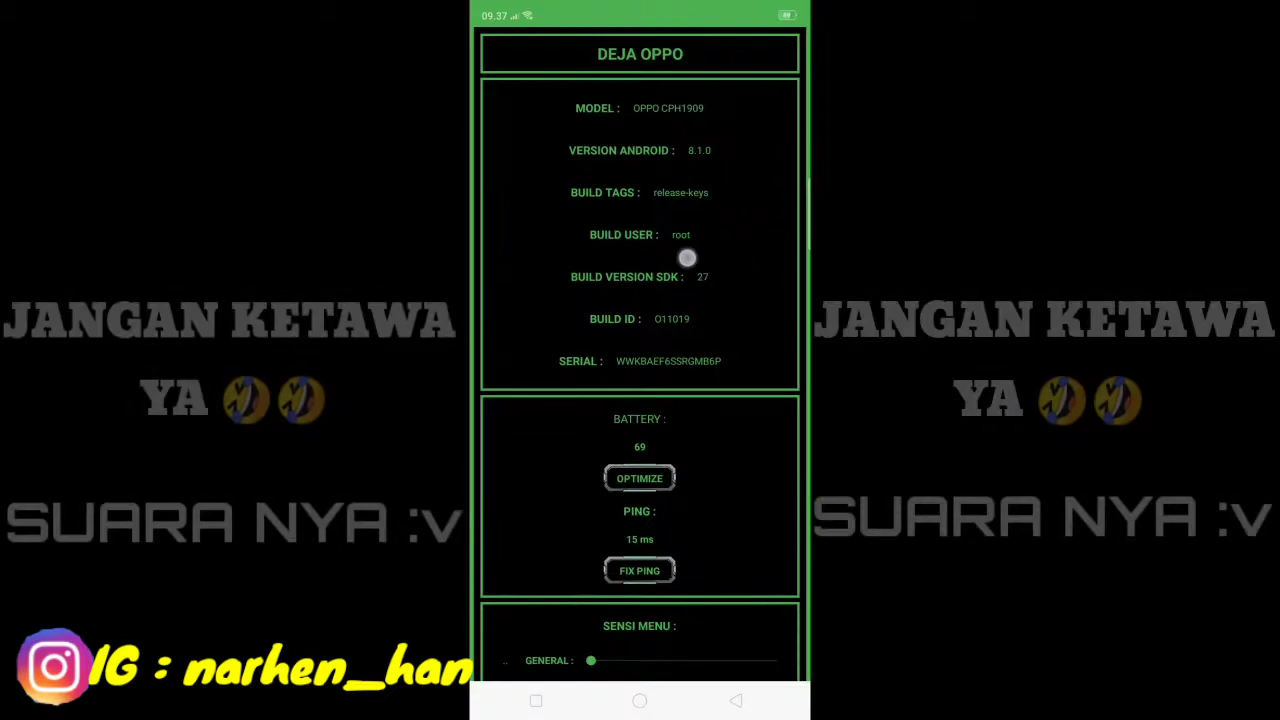 09.37
69
DEJA OPPO
MODEL : OPPO CPH1909
VERSION ANDROID : 8.1.0
BUILD TAGS : release-keys
BUILD USER : root
BUILD VERSION SDK : 27
BUILD ID : O11019
SERIAL : WWKBAEF6SSRGMB6P
BATTERY :
69
OPTIMIZE
PING :
15 ms
FIX PING
SENSI MENU :
.. GENERAL :
JANGAN KETAWA
YA 🤣🤣
SUARA NYA :v
JANGAN KETAWA
YA 🤣🤣
SUARA NYA :v
IG : narhen_han